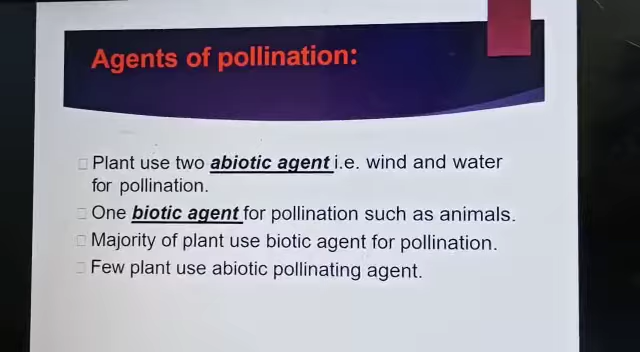 Agents of pollination:
Plant use two abiotic agent i.e. wind and water
for pollination.
One biotic agent for pollination such as animals.
Majority of plant use biotic agent for pollination.
Few plant use abiotic pollinating agent.